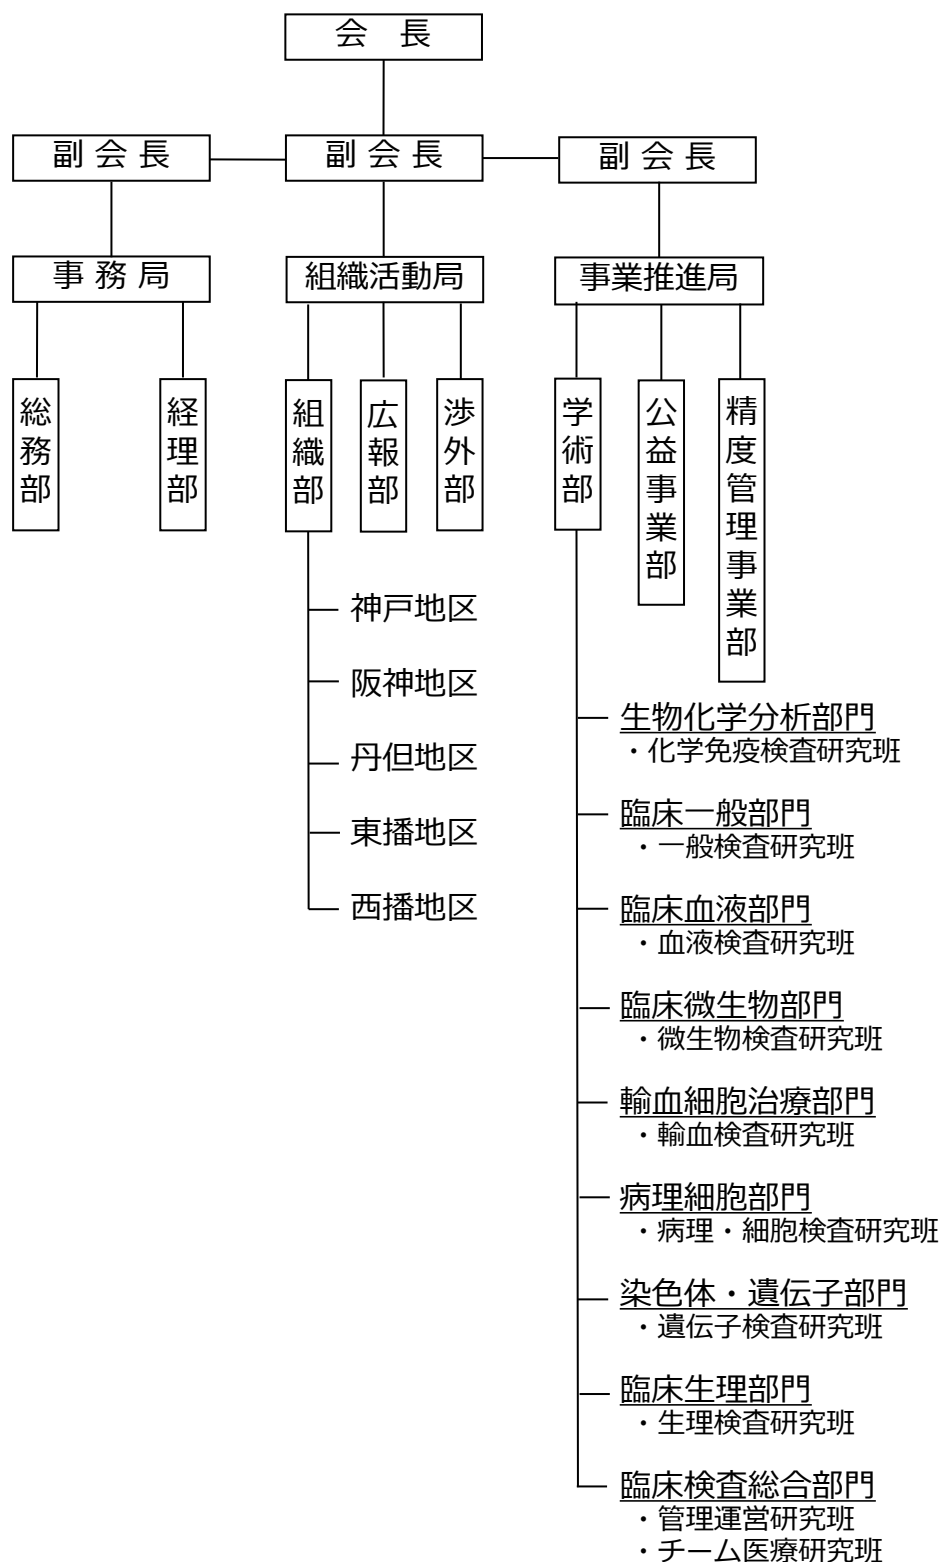 会　長
副 会 長
副 会 長
副 会 長
事 務 局
組織活動局
事業推進局
総務部
経理部
組織部
広報部
渉外部
学術部
公益事業部
精度管理事業部
神戸地区
阪神地区
丹但地区
東播地区
西播地区
生物化学分析部門
・化学免疫検査研究班
臨床一般部門
・一般検査研究班
臨床血液部門
・血液検査研究班
臨床微生物部門
・微生物検査研究班
輸血細胞治療部門
・輸血検査研究班
病理細胞部門
・病理・細胞検査研究班
染色体・遺伝子部門
・遺伝子検査研究班
臨床生理部門
・生理検査研究班
臨床検査総合部門
・管理運営研究班
・チーム医療研究班